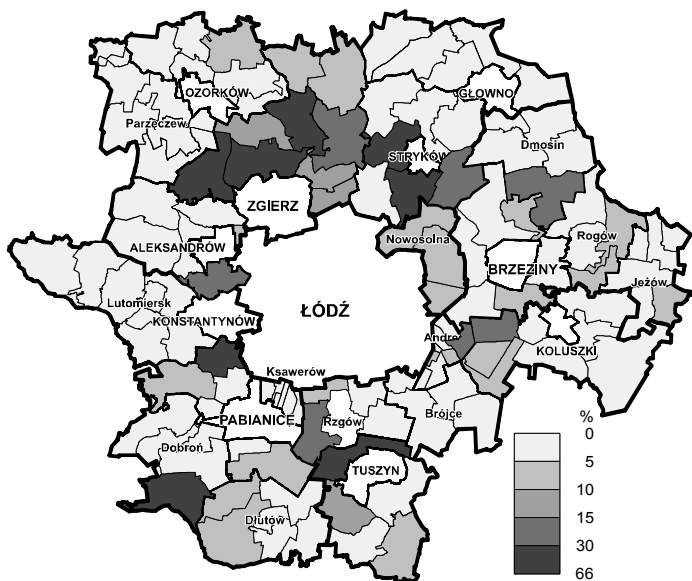 OZORKÓW
GŁOWNO
Parzęczew
Dmosin
STRYKÓW
ZGIERZ
Nowosolna
Rogów
ALEKSANDRÓW
BRZEZINY
Jeżów
Lutomiersk
ŁÓDŹ
KONSTANTYNÓW
Andre
KOLUSZKI
Ksawerów
Brójce
PABIANICE
Rzgów
Dobroń
TUSZYN
Dłutów
%
0
5
10
15
30
66